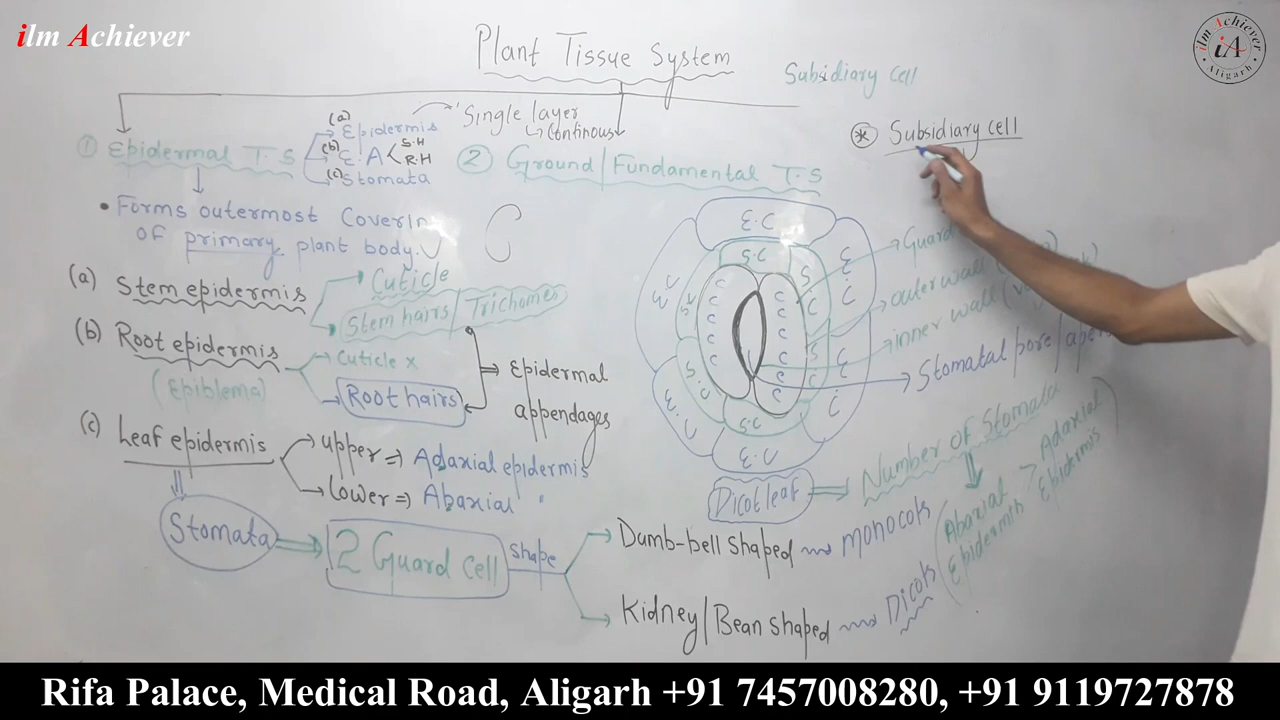 ilm Achiever
ilm Achiever
iA
Aligarh
Plant Tissue System
Subsidiary Cell
* Subsidiary cell
① Epidermal T.S
(a) Epidermis
Single layer
Continous
(b) E.A < S.H
R.H
(c) Stomata
② Ground/Fundamental T.S
• Forms outermost Coverin
of primary plant body.
(a) Stem epidermis
Cuticle
Stem hairs/Trichomes
(b) Root epidermis
(Epiblema)
Cuticle x
Root hairs
Epidermal
appendages
(c) Leaf epidermis
upper => Adaxial epidermis
Lower => Abaxial "
Stomata
2 Guard Cell
shape
Dumb-bell shaped
monocots
Kidney/Bean shaped
Dicots
E.C
S.C
S.C
E.C
S.C
Guard
outer wall
inner wall
Stomatal pore/aper
Dicot leaf
Number of Stomata
Abaxial
Epidermis
> Adaxial
Epidermis
Rifa Palace, Medical Road, Aligarh +91 7457008280, +91 9119727878